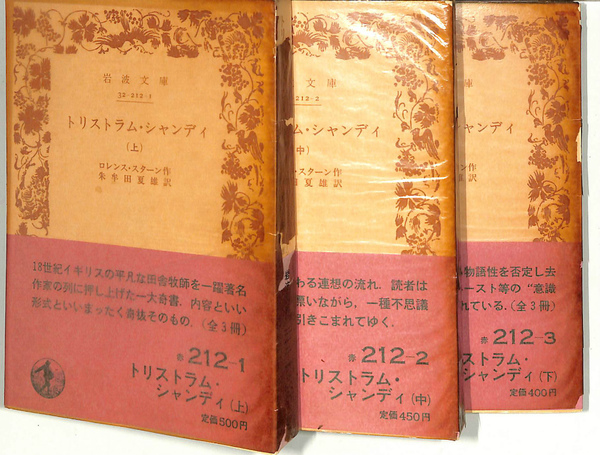 岩波文庫
32-212-1
トリストラム・シャンディ
(上)
ロレンス・スターン作
朱牟田夏雄訳
18世紀イギリスの平凡な田舎牧師を一躍著名
作家の列に押し上げた一大奇書. 内容といい
形式といいまったく奇抜そのもの. (全3冊)
赤 212-1
トリストラム・
シャンディ(上)
定価500円
文庫
212-2
ラム・シャンディ
中)
・スターン作
田夏雄訳
わる連想の流れ. 読者は
ながら, 一種不思議
引きこまれてゆく.
赤 212-2
トリストラム・
シャンディ(中)
定価450円
庫
シャンディ
ーン作
雄訳
物語性を否定し去
ースト等の“意識
れている. (全3冊)
赤 212-3
ストラム・
シャンディ(下)
定価400円